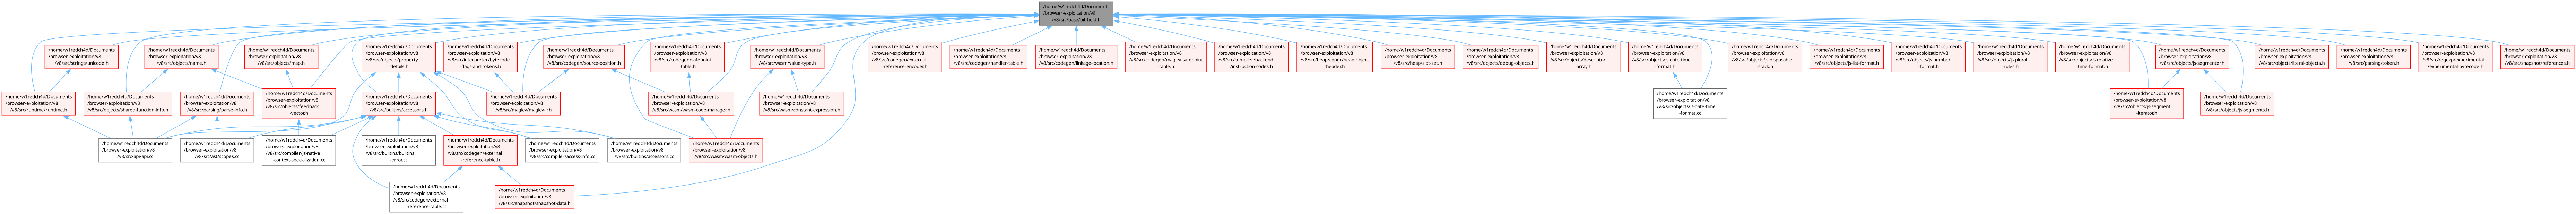 /home/w1redch4d/Documents
/browser-exploitation/v8
/v8/src/base/bit-field.h
/home/w1redch4d/Documents
/browser-exploitation/v8
/v8/src/strings/unicode.h
/home/w1redch4d/Documents
/browser-exploitation/v8
/v8/src/objects/name.h
/home/w1redch4d/Documents
/browser-exploitation/v8
/v8/src/objects/map.h
/home/w1redch4d/Documents
/browser-exploitation/v8
/v8/src/objects/property
-details.h
/home/w1redch4d/Documents
/browser-exploitation/v8
/v8/src/interpreter/bytecode
-flags-and-tokens.h
/home/w1redch4d/Documents
/browser-exploitation/v8
/v8/src/codegen/source-position.h
/home/w1redch4d/Documents
/browser-exploitation/v8
/v8/src/codegen/safepoint
-table.h
/home/w1redch4d/Documents
/browser-exploitation/v8
/v8/src/wasm/value-type.h
/home/w1redch4d/Documents
/browser-exploitation/v8
/v8/src/codegen/external
-reference-encoder.h
/home/w1redch4d/Documents
/browser-exploitation/v8
/v8/src/codegen/handler-table.h
/home/w1redch4d/Documents
/browser-exploitation/v8
/v8/src/codegen/linkage-location.h
/home/w1redch4d/Documents
/browser-exploitation/v8
/v8/src/codegen/maglev-safepoint
-table.h
/home/w1redch4d/Documents
/browser-exploitation/v8
/v8/src/compiler/backend
/instruction-codes.h
/home/w1redch4d/Documents
/browser-exploitation/v8
/v8/src/heap/cppgc/heap-object
-header.h
/home/w1redch4d/Documents
/browser-exploitation/v8
/v8/src/heap/slot-set.h
/home/w1redch4d/Documents
/browser-exploitation/v8
/v8/src/objects/debug-objects.h
/home/w1redch4d/Documents
/browser-exploitation/v8
/v8/src/objects/descriptor
-array.h
/home/w1redch4d/Documents
/browser-exploitation/v8
/v8/src/objects/js-date-time
-format.h
/home/w1redch4d/Documents
/browser-exploitation/v8
/v8/src/objects/js-disposable
-stack.h
/home/w1redch4d/Documents
/browser-exploitation/v8
/v8/src/objects/js-list-format.h
/home/w1redch4d/Documents
/browser-exploitation/v8
/v8/src/objects/js-number
-format.h
/home/w1redch4d/Documents
/browser-exploitation/v8
/v8/src/objects/js-plural
-rules.h
/home/w1redch4d/Documents
/browser-exploitation/v8
/v8/src/objects/js-relative
-time-format.h
/home/w1redch4d/Documents
/browser-exploitation/v8
/v8/src/objects/js-segmenter.h
/home/w1redch4d/Documents
/browser-exploitation/v8
/v8/src/objects/literal-objects.h
/home/w1redch4d/Documents
/browser-exploitation/v8
/v8/src/parsing/token.h
/home/w1redch4d/Documents
/browser-exploitation/v8
/v8/src/regexp/experimental
/experimental-bytecode.h
/home/w1redch4d/Documents
/browser-exploitation/v8
/v8/src/snapshot/references.h
/home/w1redch4d/Documents
/browser-exploitation/v8
/v8/src/runtime/runtime.h
/home/w1redch4d/Documents
/browser-exploitation/v8
/v8/src/objects/shared-function-info.h
/home/w1redch4d/Documents
/browser-exploitation/v8
/v8/src/parsing/parse-info.h
/home/w1redch4d/Documents
/browser-exploitation/v8
/v8/src/objects/feedback
-vector.h
/home/w1redch4d/Documents
/browser-exploitation/v8
/v8/src/builtins/accessors.h
/home/w1redch4d/Documents
/browser-exploitation/v8
/v8/src/maglev/maglev-ir.h
/home/w1redch4d/Documents
/browser-exploitation/v8
/v8/src/wasm/wasm-code-manager.h
/home/w1redch4d/Documents
/browser-exploitation/v8
/v8/src/wasm/constant-expression.h
/home/w1redch4d/Documents
/browser-exploitation/v8
/v8/src/objects/js-date-time
-format.cc
/home/w1redch4d/Documents
/browser-exploitation/v8
/v8/src/objects/js-segment
-iterator.h
/home/w1redch4d/Documents
/browser-exploitation/v8
/v8/src/objects/js-segments.h
/home/w1redch4d/Documents
/browser-exploitation/v8
/v8/src/api/api.cc
/home/w1redch4d/Documents
/browser-exploitation/v8
/v8/src/ast/scopes.cc
/home/w1redch4d/Documents
/browser-exploitation/v8
/v8/src/compiler/js-native
-context-specialization.cc
/home/w1redch4d/Documents
/browser-exploitation/v8
/v8/src/builtins/builtins
-error.cc
/home/w1redch4d/Documents
/browser-exploitation/v8
/v8/src/codegen/external
-reference-table.h
/home/w1redch4d/Documents
/browser-exploitation/v8
/v8/src/compiler/access-info.cc
/home/w1redch4d/Documents
/browser-exploitation/v8
/v8/src/builtins/accessors.cc
/home/w1redch4d/Documents
/browser-exploitation/v8
/v8/src/wasm/wasm-objects.h
/home/w1redch4d/Documents
/browser-exploitation/v8
/v8/src/codegen/external
-reference-table.cc
/home/w1redch4d/Documents
/browser-exploitation/v8
/v8/src/snapshot/snapshot-data.h